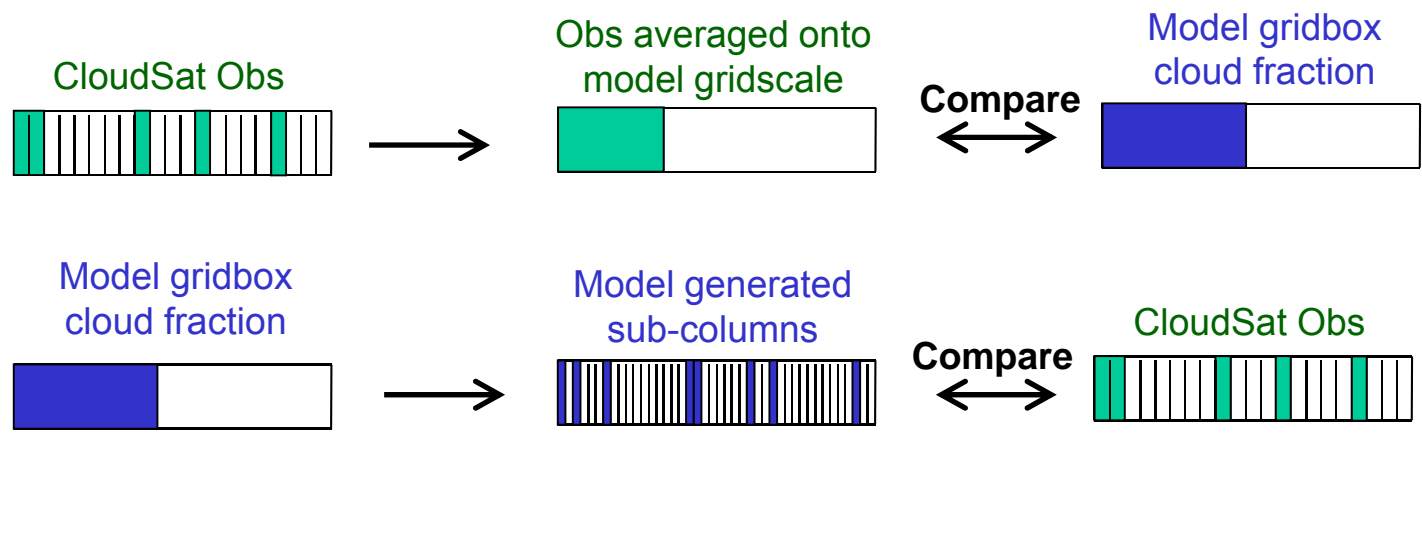 CloudSat Obs
Obs averaged onto
model gridscale
Compare
Model gridbox
cloud fraction
Model gridbox
cloud fraction
Model generated
sub-columns
Compare
CloudSat Obs